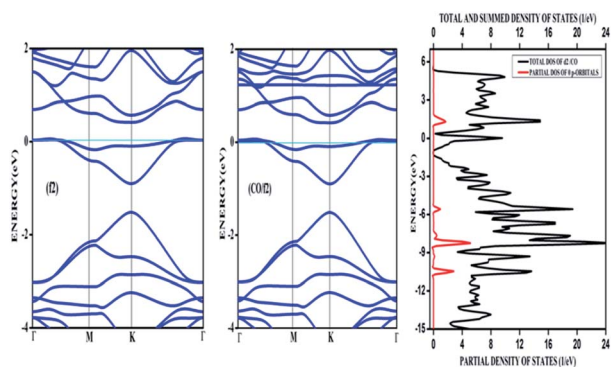 TOTAL AND SUMMED DENSITY OF STATES (1/eV)
0 4 8 12 16 20 24
2
0
-2
-4
ENERGY(eV)
(f2)
Γ M K Γ
2
0
-2
-4
ENERGY(eV)
(CO/f2)
Γ M K Γ
6
3
0
-3
-6
-9
-12
-15
ENERGY(eV)
TOTAL DOS OF f2 /CO
PARTIAL DOS OF 0 p-ORBITALS
0 4 8 12 16 20 24
PARTIAL DENSITY OF STATES (1/eV)